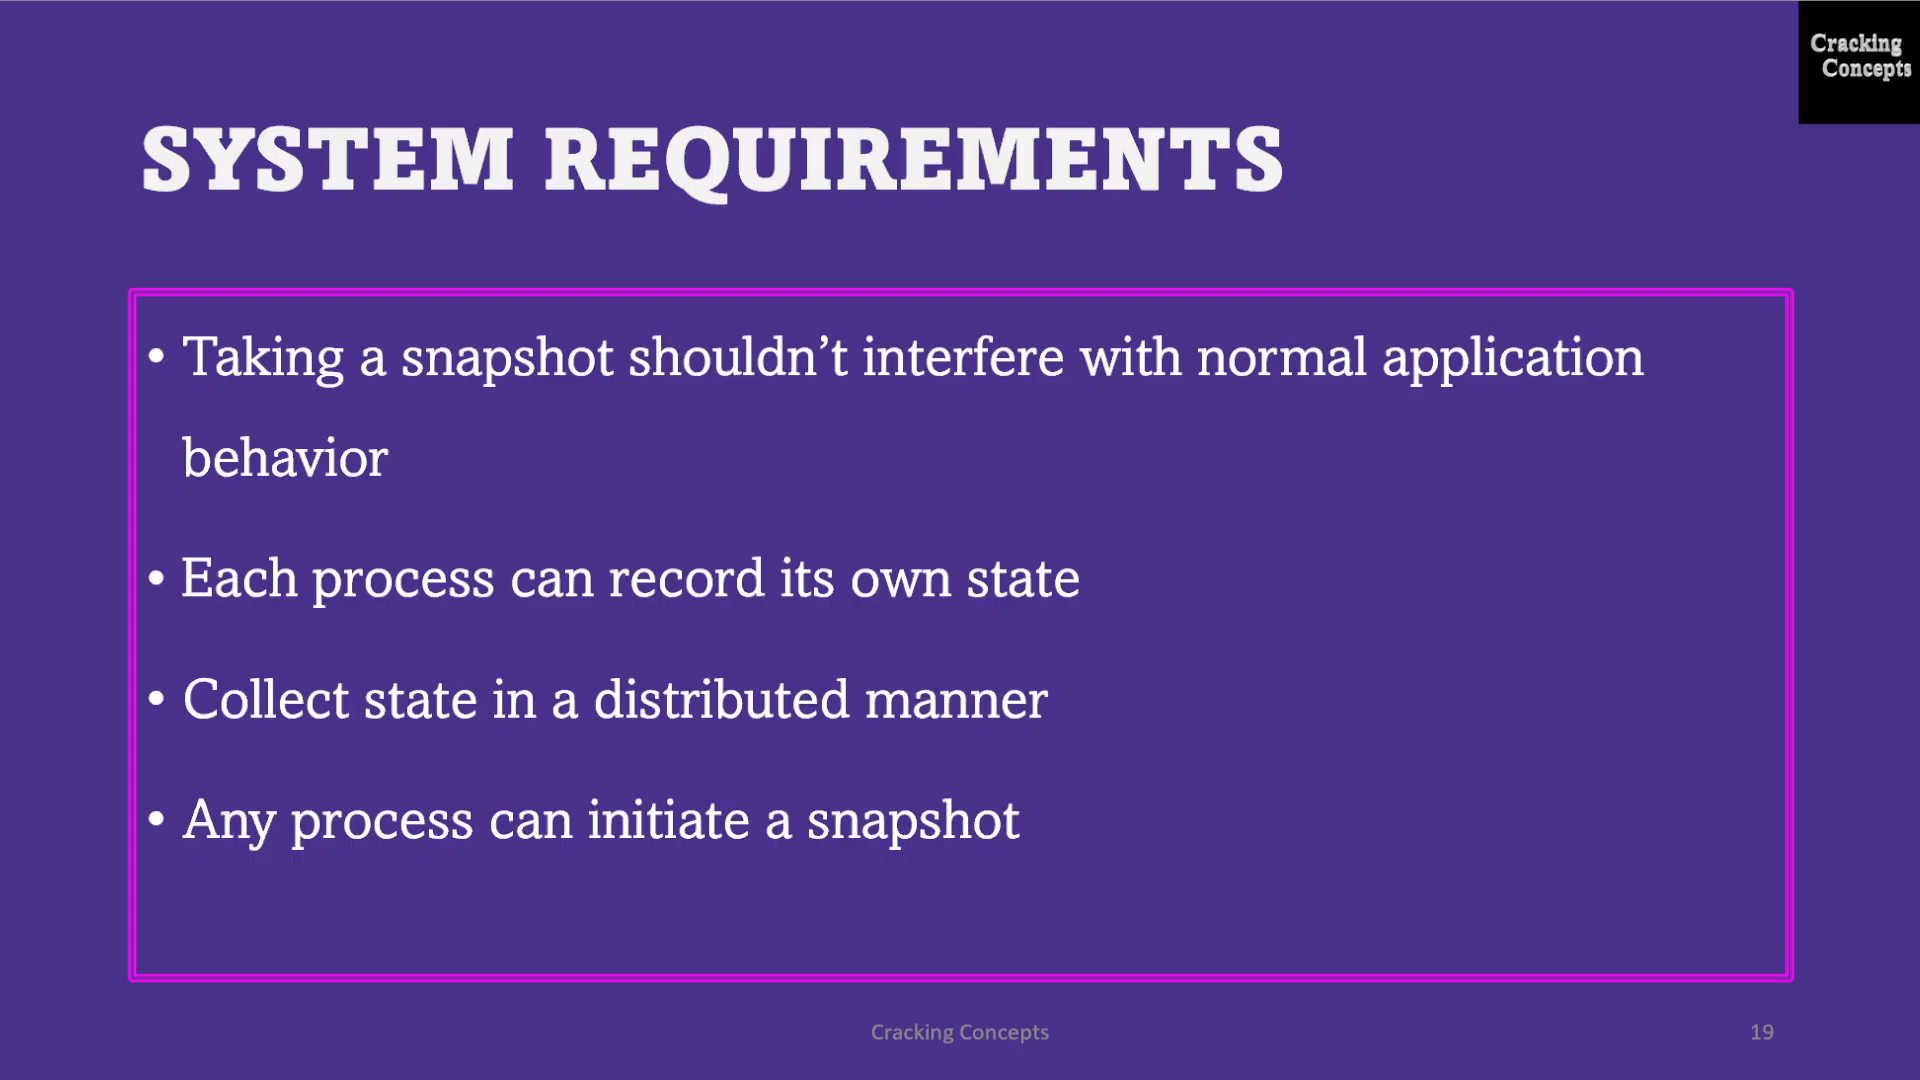 Cracking
Concepts
SYSTEM REQUIREMENTS
• Taking a snapshot shouldn’t interfere with normal application
behavior
• Each process can record its own state
• Collect state in a distributed manner
• Any process can initiate a snapshot
Cracking Concepts
19